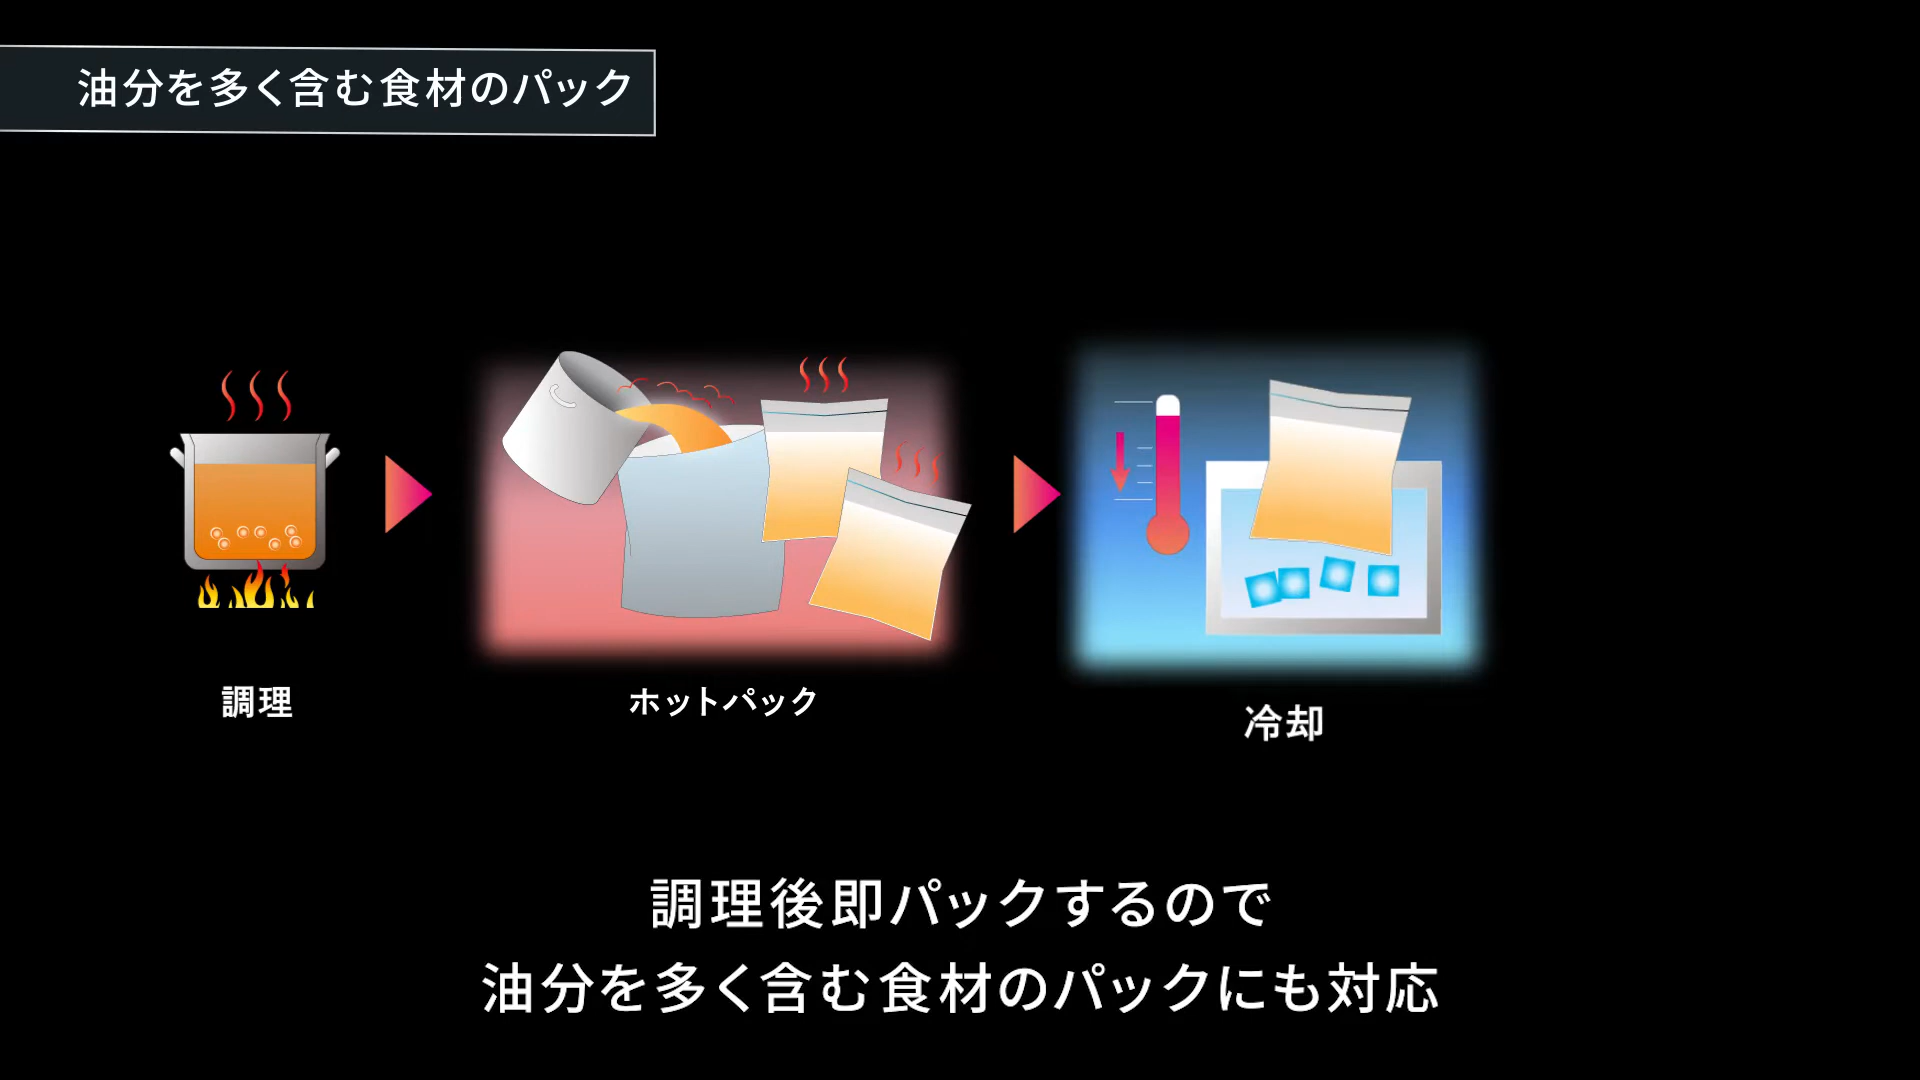 油分を多く含む食材のパック
調理
ホットパック
冷却
調理後即パックするので
油分を多く含む食材のパックにも対応